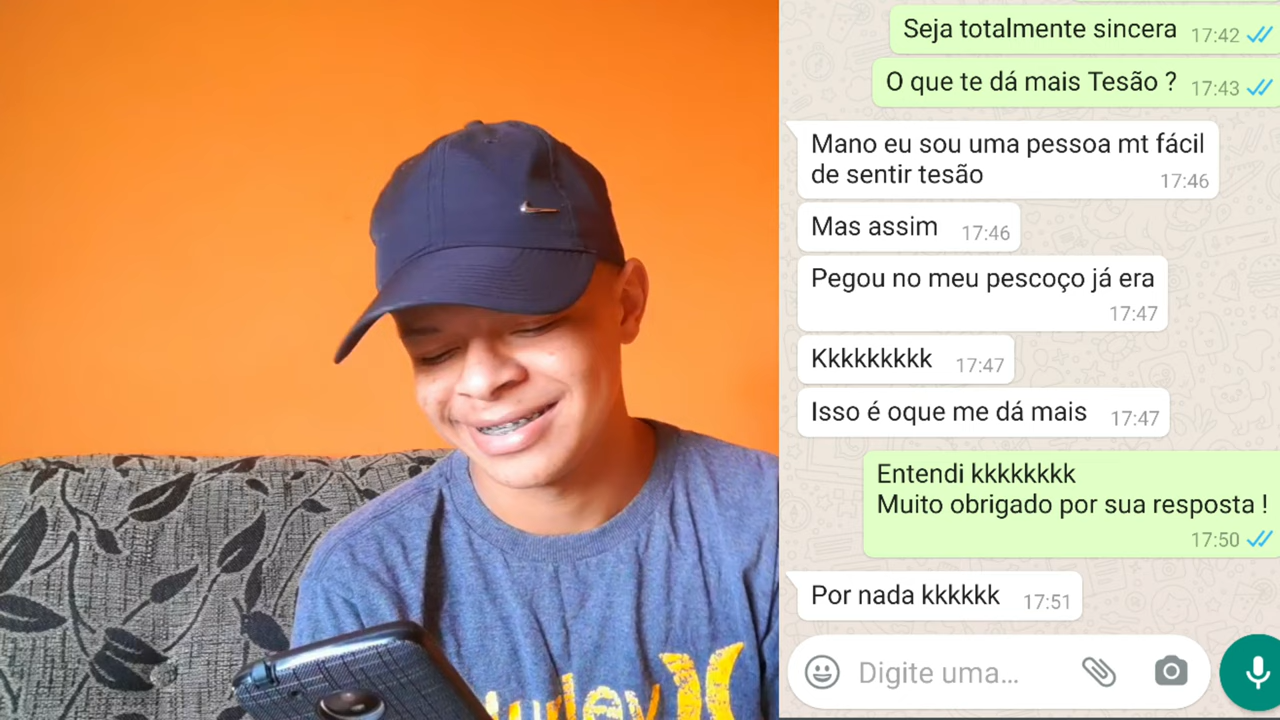 Seja totalmente sincera 17:42
O que te dá mais Tesão ? 17:43
Mano eu sou uma pessoa mt fácil
de sentir tesão 17:46
Mas assim 17:46
Pegou no meu pescoço já era
17:47
Kkkkkkkkk 17:47
Isso é oque me dá mais 17:47
Entendi kkkkkkkk
Muito obrigado por sua resposta !
17:50
Por nada kkkkkk 17:51
Digite uma...
Hurley